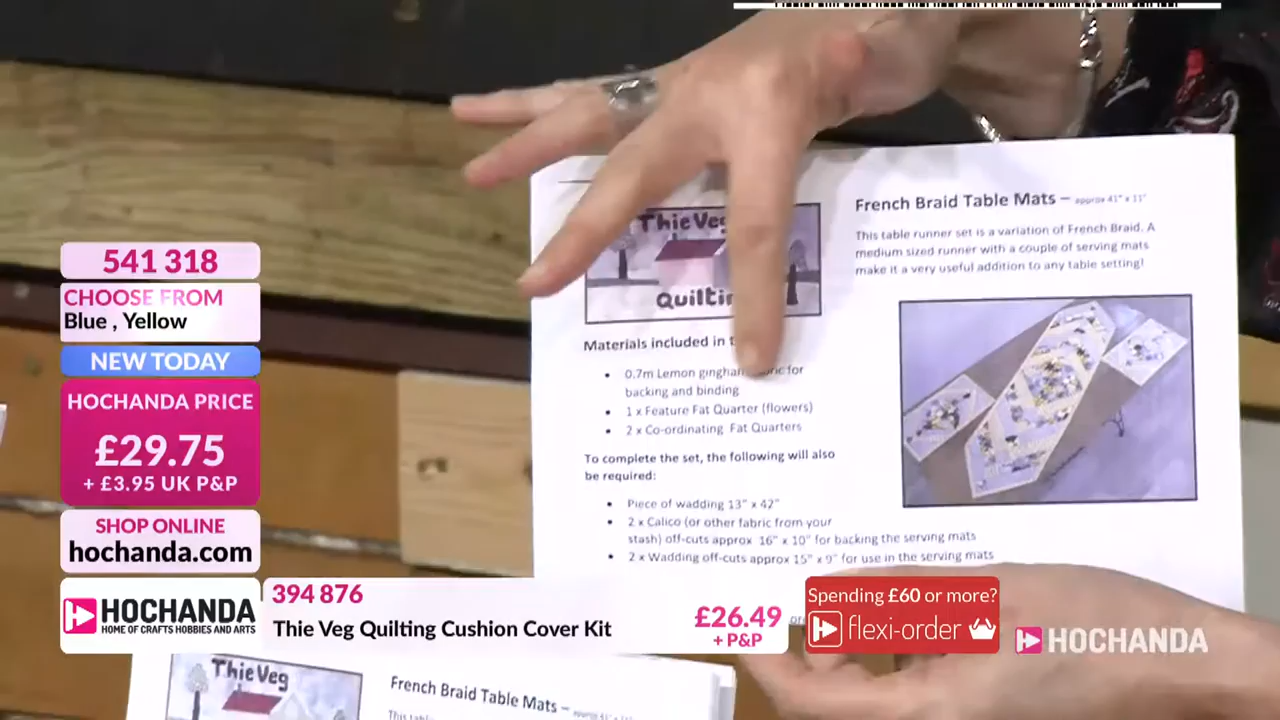 541 318
CHOOSE FROM
Blue , Yellow
NEW TODAY
HOCHANDA PRICE
£29.75
+ £3.95 UK P&P
SHOP ONLINE
hochanda.com
HOCHANDA
HOME OF CRAFTS HOBBIES AND ARTS
394 876
Thie Veg Quilting Cushion Cover Kit
£26.49
+ P&P
Spending £60 or more?
flexi-order
HOCHANDA
Thie Veg
Quilti
French Braid Table Mats – approx 41" x 11"
This table runner set is a variation of French Braid. A
medium sized runner with a couple of serving mats
make it a very useful addition to any table setting!
Materials included in t
0.7m Lemon gingham for
backing and binding
1 x Feature Fat Quarter (flowers)
2 x Co-ordinating Fat Quarters
To complete the set, the following will also
be required:
Piece of wadding 13" x 42"
2 x Calico (or other fabric from your
stash) off-cuts approx 16" x 10" for backing the serving mats
2 x Wadding off-cuts approx 15" x 9" for use in the serving mats
Thie Veg
French Braid Table Mats –
This table